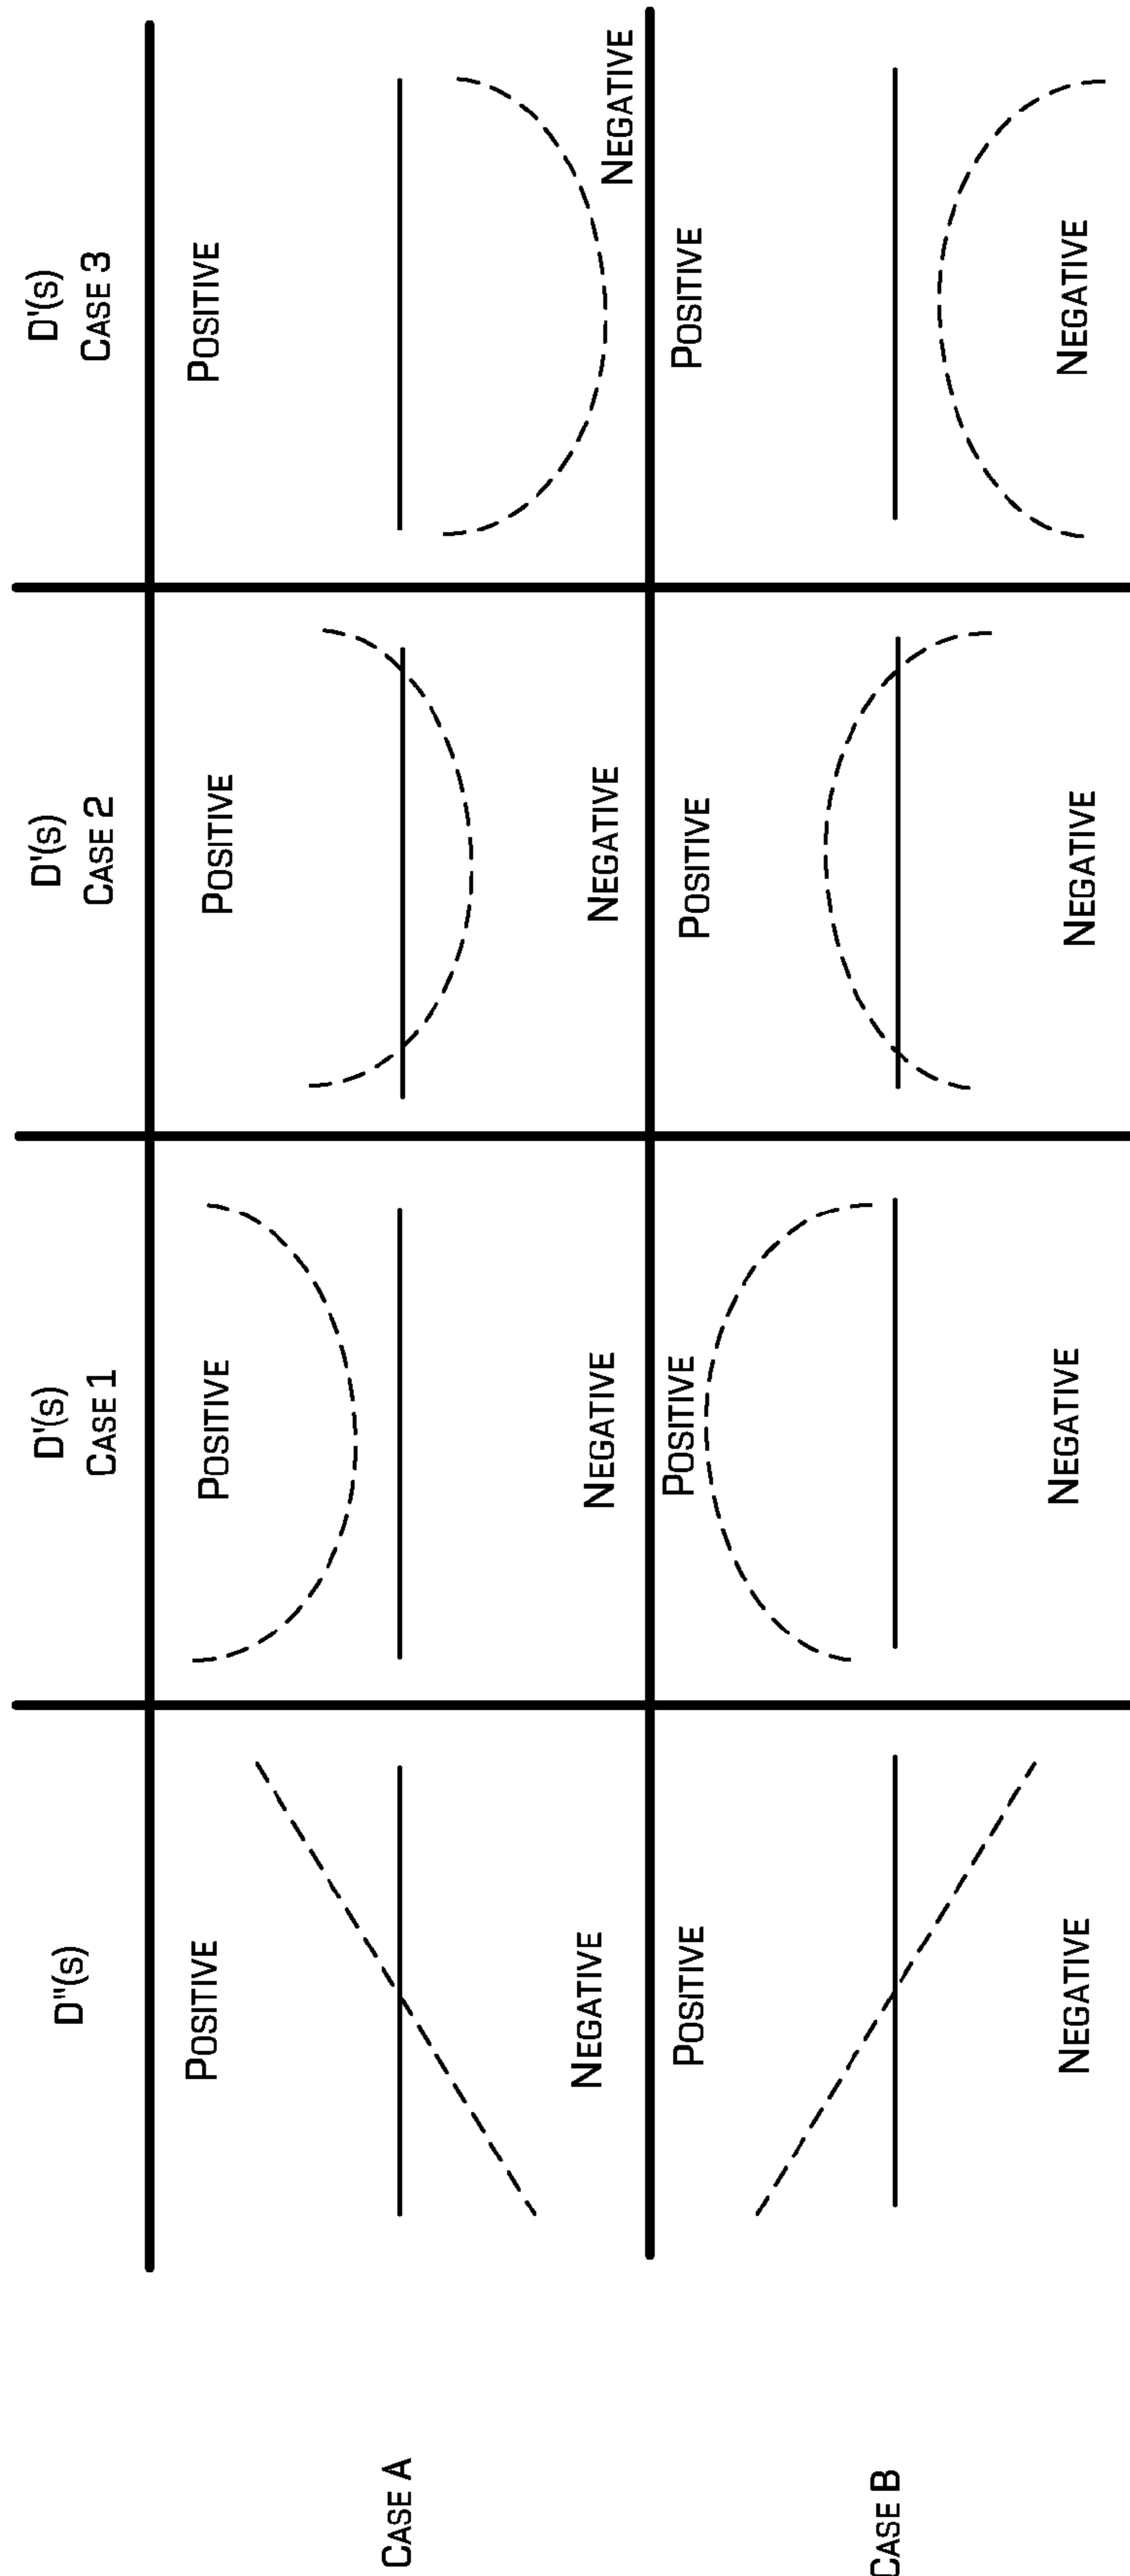 D''(s)
D'(s)
CASE 1
D'(s)
CASE 2
D'(s)
CASE 3
CASE A
POSITIVE
NEGATIVE
POSITIVE
NEGATIVE
POSITIVE
NEGATIVE
POSITIVE
NEGATIVE
CASE B
POSITIVE
NEGATIVE
POSITIVE
NEGATIVE
POSITIVE
NEGATIVE
POSITIVE
NEGATIVE